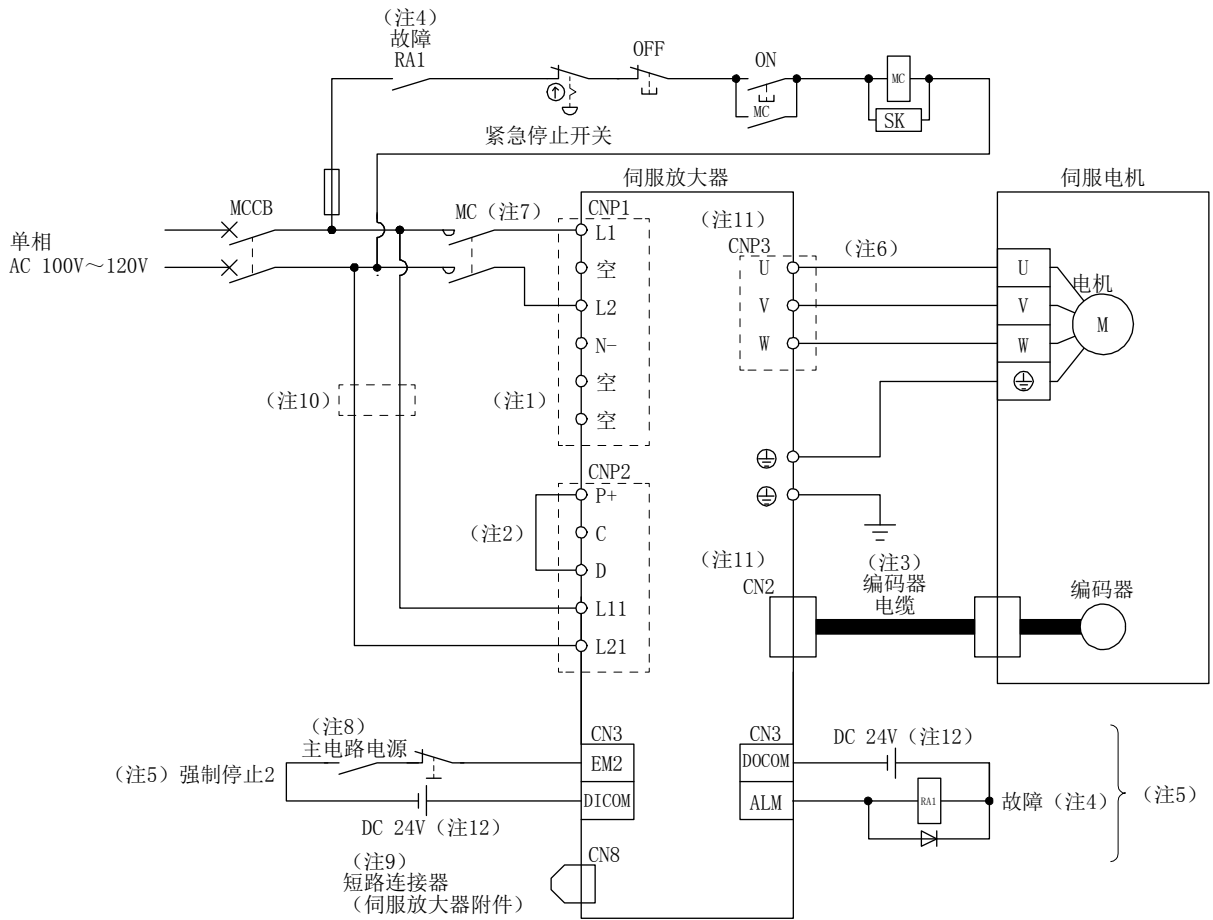 （注4）
故障
RA1
OFF
ON
MC
MC
SK
紧急停止开关
伺服放大器
伺服电机
MCCB
MC（注7）
CNP1
（注11）
CNP3
（注6）
单相
AC 100V～120V
L1
空
L2
N-
空
空
U
V
W
U
V
W
电机
M
（注10）
（注1）
CNP2
P+
C
D
L11
L21
（注2）
（注11）
CN2
（注3）
编码器
电缆
编码器
（注8）
主电路电源
（注5）强制停止2
CN3
EM2
DICOM
DC 24V（注12）
CN3
DOCOM
ALM
DC 24V（注12）
RA1
故障（注4）
（注5）
（注9）
短路连接器
（伺服放大器附件）
CN8